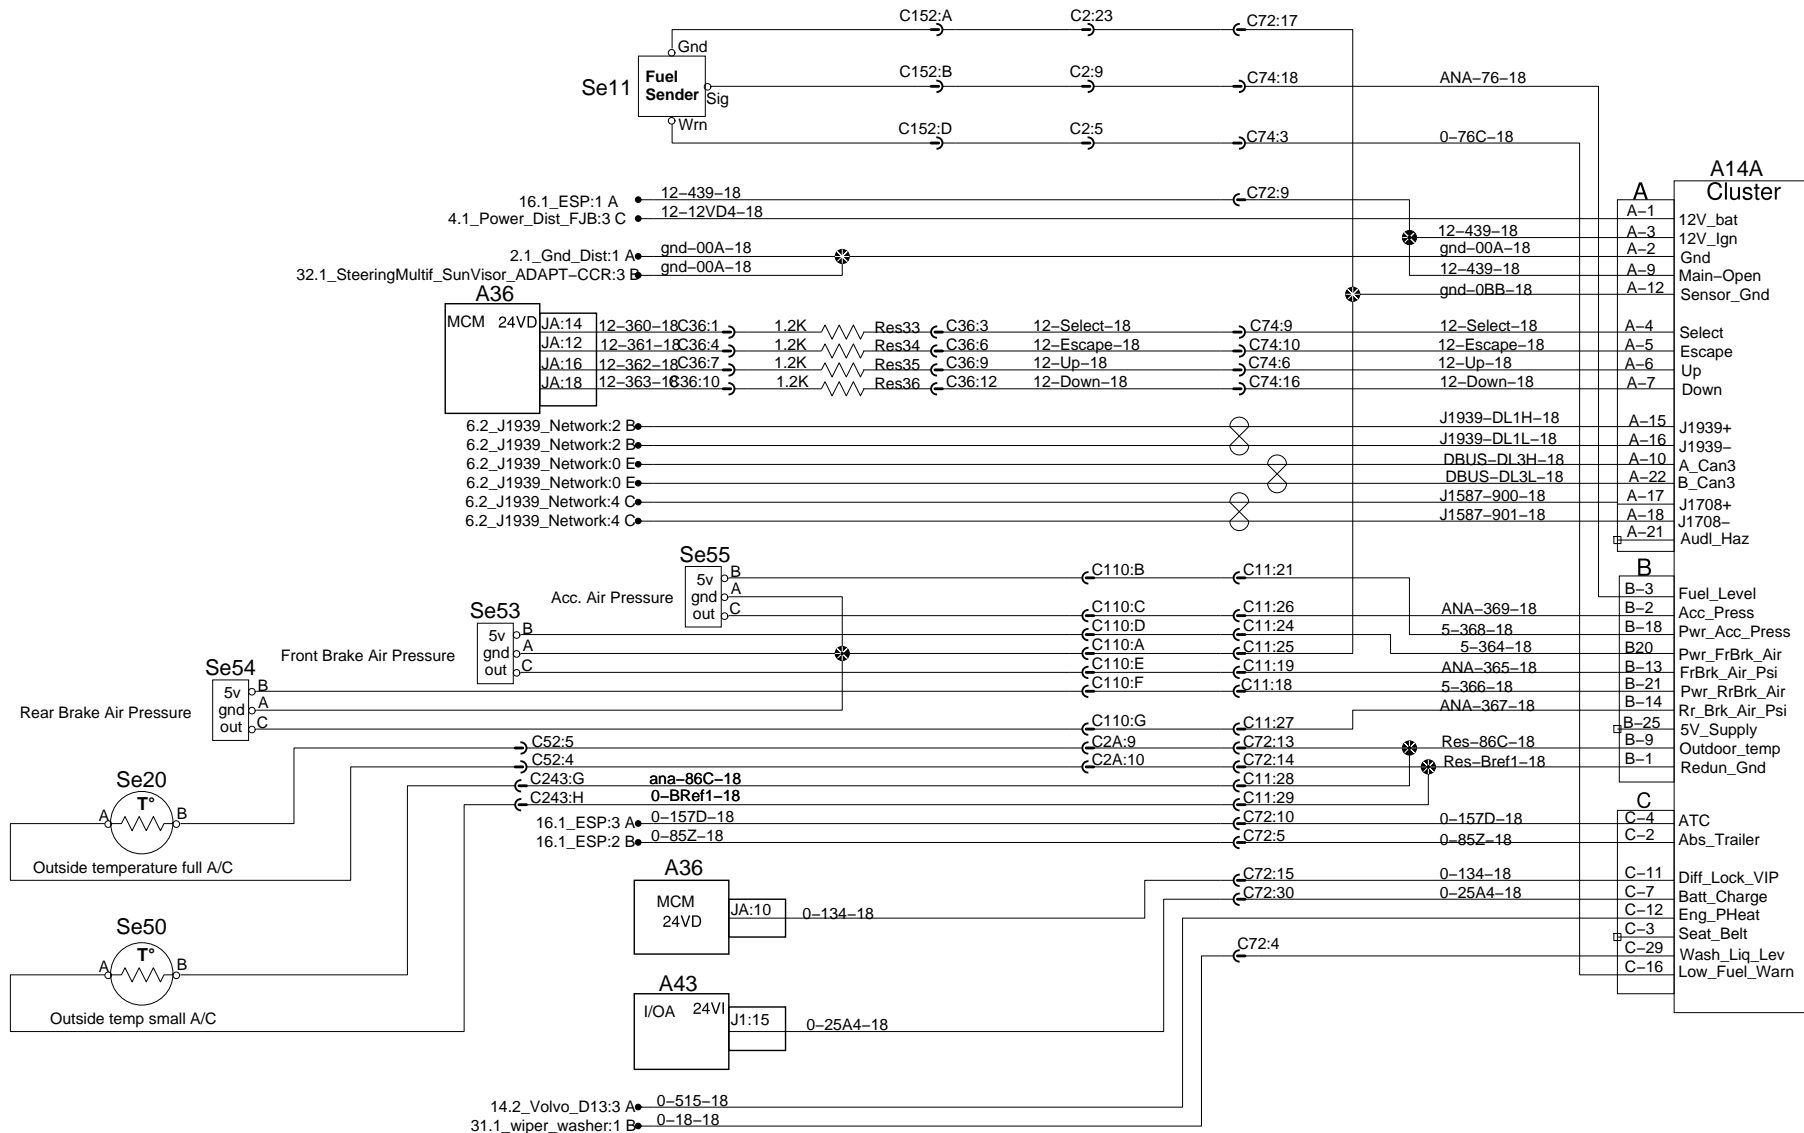 C152:A C2:23 C72:17
Gnd
Se11 Fuel Sender C152:B C2:9 C74:18 ANA-76-18
Sig
Wrn
C152:D C2:5 C74:3 0-76C-18
A14A
A Cluster
16.1_ESP:1 A 12-439-18 C72:9
4.1_Power_Dist_FJB:3 C 12-12VD4-18 A-1 12V_bat
12-439-18 A-3 12V_Ign
2.1_Gnd_Dist:1 A gnd-00A-18 gnd-00A-18 A-2 Gnd
32.1_SteeringMultif_SunVisor_ADAPT-CCR:3 B gnd-00A-18 12-439-18 A-9 Main-Open
gnd-0BB-18 A-12 Sensor_Gnd
A36
MCM 24VD JA:14 12-360-18 C36:1 1.2K Res33 C36:3 12-Select-18 C74:9 12-Select-18 A-4 Select
JA:12 12-361-18 C36:4 1.2K Res34 C36:6 12-Escape-18 C74:10 12-Escape-18 A-5 Escape
JA:16 12-362-18 C36:7 1.2K Res35 C36:9 12-Up-18 C74:6 12-Up-18 A-6 Up
JA:18 12-363-18 C36:10 1.2K Res36 C36:12 12-Down-18 C74:16 12-Down-18 A-7 Down
6.2_J1939_Network:2 B J1939-DL1H-18 A-15 J1939+
6.2_J1939_Network:2 B J1939-DL1L-18 A-16 J1939-
6.2_J1939_Network:0 E DBUS-DL3H-18 A-10 A_Can3
6.2_J1939_Network:0 E DBUS-DL3L-18 A-22 B_Can3
6.2_J1939_Network:4 C J1587-900-18 A-17 J1708+
6.2_J1939_Network:4 C J1587-901-18 A-18 J1708-
A-21 Audl_Haz
Se55 B
Acc. Air Pressure 5v B C110:B C11:21
gnd A
out C C110:C C11:26
B-3 Fuel_Level
ANA-369-18 B-2 Acc_Press
5-368-18 B-18 Pwr_Acc_Press
Se53
Front Brake Air Pressure 5v B C110:D C11:24 5-364-18 B20 Pwr_FrBrk_Air
gnd A C110:A C11:25
out C C110:E C11:19 ANA-365-18 B-13 FrBrk_Air_Psi
Se54
Rear Brake Air Pressure 5v B C110:F C11:18 5-366-18 B-21 Pwr_RrBrk_Air
gnd A ANA-367-18 B-14 Rr_Brk_Air_Psi
out C C110:G C11:27 B-25 5V_Supply
C52:5 C2A:9 C72:13 Res-86C-18 B-9 Outdoor_temp
C52:4 C2A:10 C72:14 Res-Bref1-18 B-1 Redun_Gnd
C243:G ana-86C-18 C11:28
C243:H 0-BRef1-18 C11:29
Se20
T°
A B
Outside temperature full A/C
C
16.1_ESP:3 A 0-157D-18 C72:10 0-157D-18 C-4 ATC
16.1_ESP:2 B 0-85Z-18 C72:5 0-85Z-18 C-2 Abs_Trailer
A36
MCM 24VD JA:10 0-134-18
C72:15 0-134-18 C-11 Diff_Lock_VIP
C72:30 0-25A4-18 C-7 Batt_Charge
C-12 Eng_PHeat
C-3 Seat_Belt
C72:4 C-29 Wash_Liq_Lev
C-16 Low_Fuel_Warn
Se50
T°
A B
Outside temp small A/C
A43
I/OA 24VI J1:15 0-25A4-18
14.2_Volvo_D13:3 A 0-515-18
31.1_wiper_washer:1 B 0-18-18